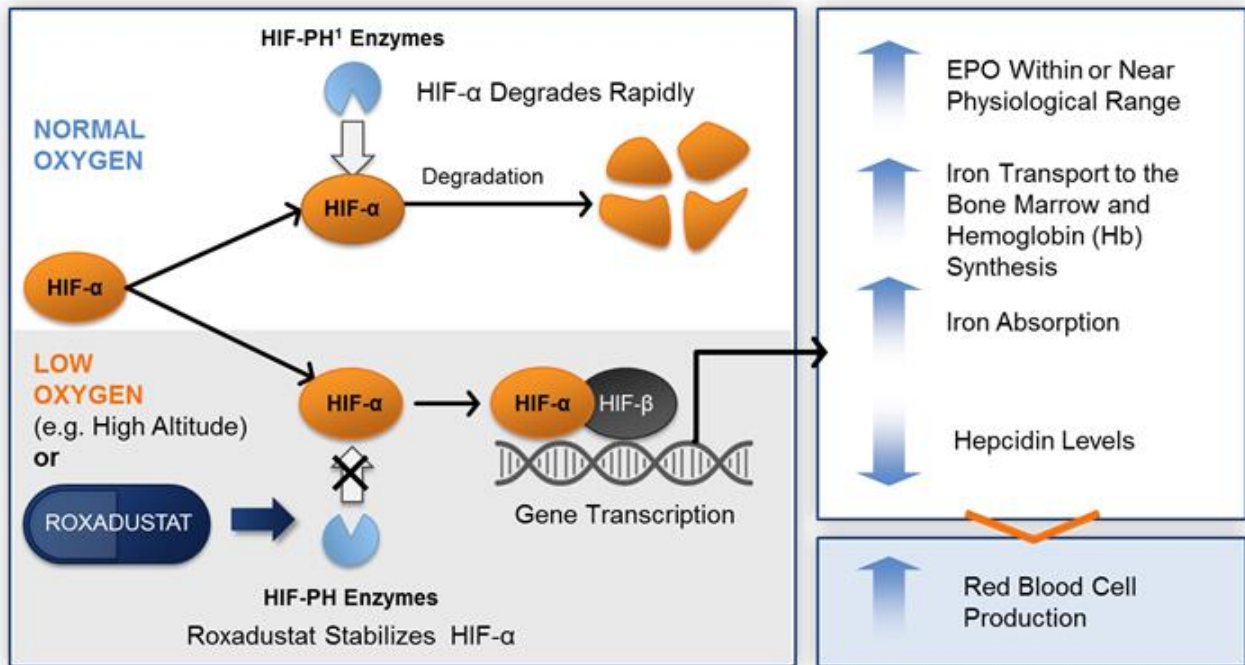 HIF-PH¹ Enzymes
HIF-α Degrades Rapidly
NORMAL
OXYGEN
Degradation
HIF-α
HIF-α
LOW
OXYGEN
(e.g. High Altitude)
or
ROXADUSTAT
HIF-α
HIF-α
HIF-β
Gene Transcription
HIF-PH Enzymes
Roxadustat Stabilizes HIF-α
EPO Within or Near
Physiological Range
Iron Transport to the
Bone Marrow and
Hemoglobin (Hb)
Synthesis
Iron Absorption
Hepcidin Levels
Red Blood Cell
Production